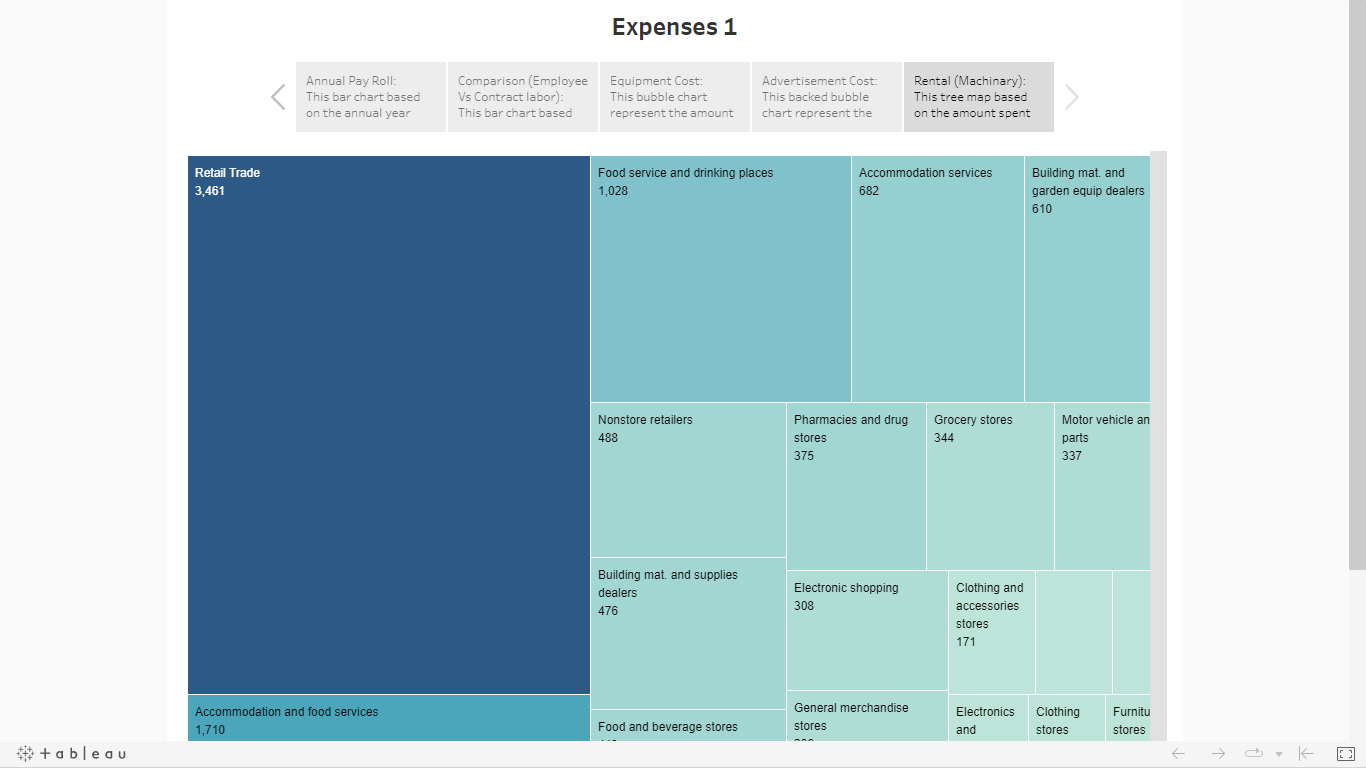 Expenses 1
Annual Pay Roll:
This bar chart based
on the annual year
Comparison (Employee
Vs Contract labor):
This bar chart based
Equipment Cost:
This bubble chart
represent the amount
Advertisement Cost:
This backed bubble
chart represent the
Rental (Machinary):
This tree map based
on the amount spent
Retail Trade
3,461
Food service and drinking places
1,028
Accommodation services
682
Building mat. and
garden equip dealers
610
Nonstore retailers
488
Pharmacies and drug
stores
375
Grocery stores
344
Motor vehicle an
parts
337
Building mat. and supplies
dealers
476
Electronic shopping
308
Clothing and
accessories
stores
171
Accommodation and food services
1,710
Food and beverage stores
General merchandise
stores
Electronics
and
Clothing
stores
Furnitu
stores
+ a b | e a u